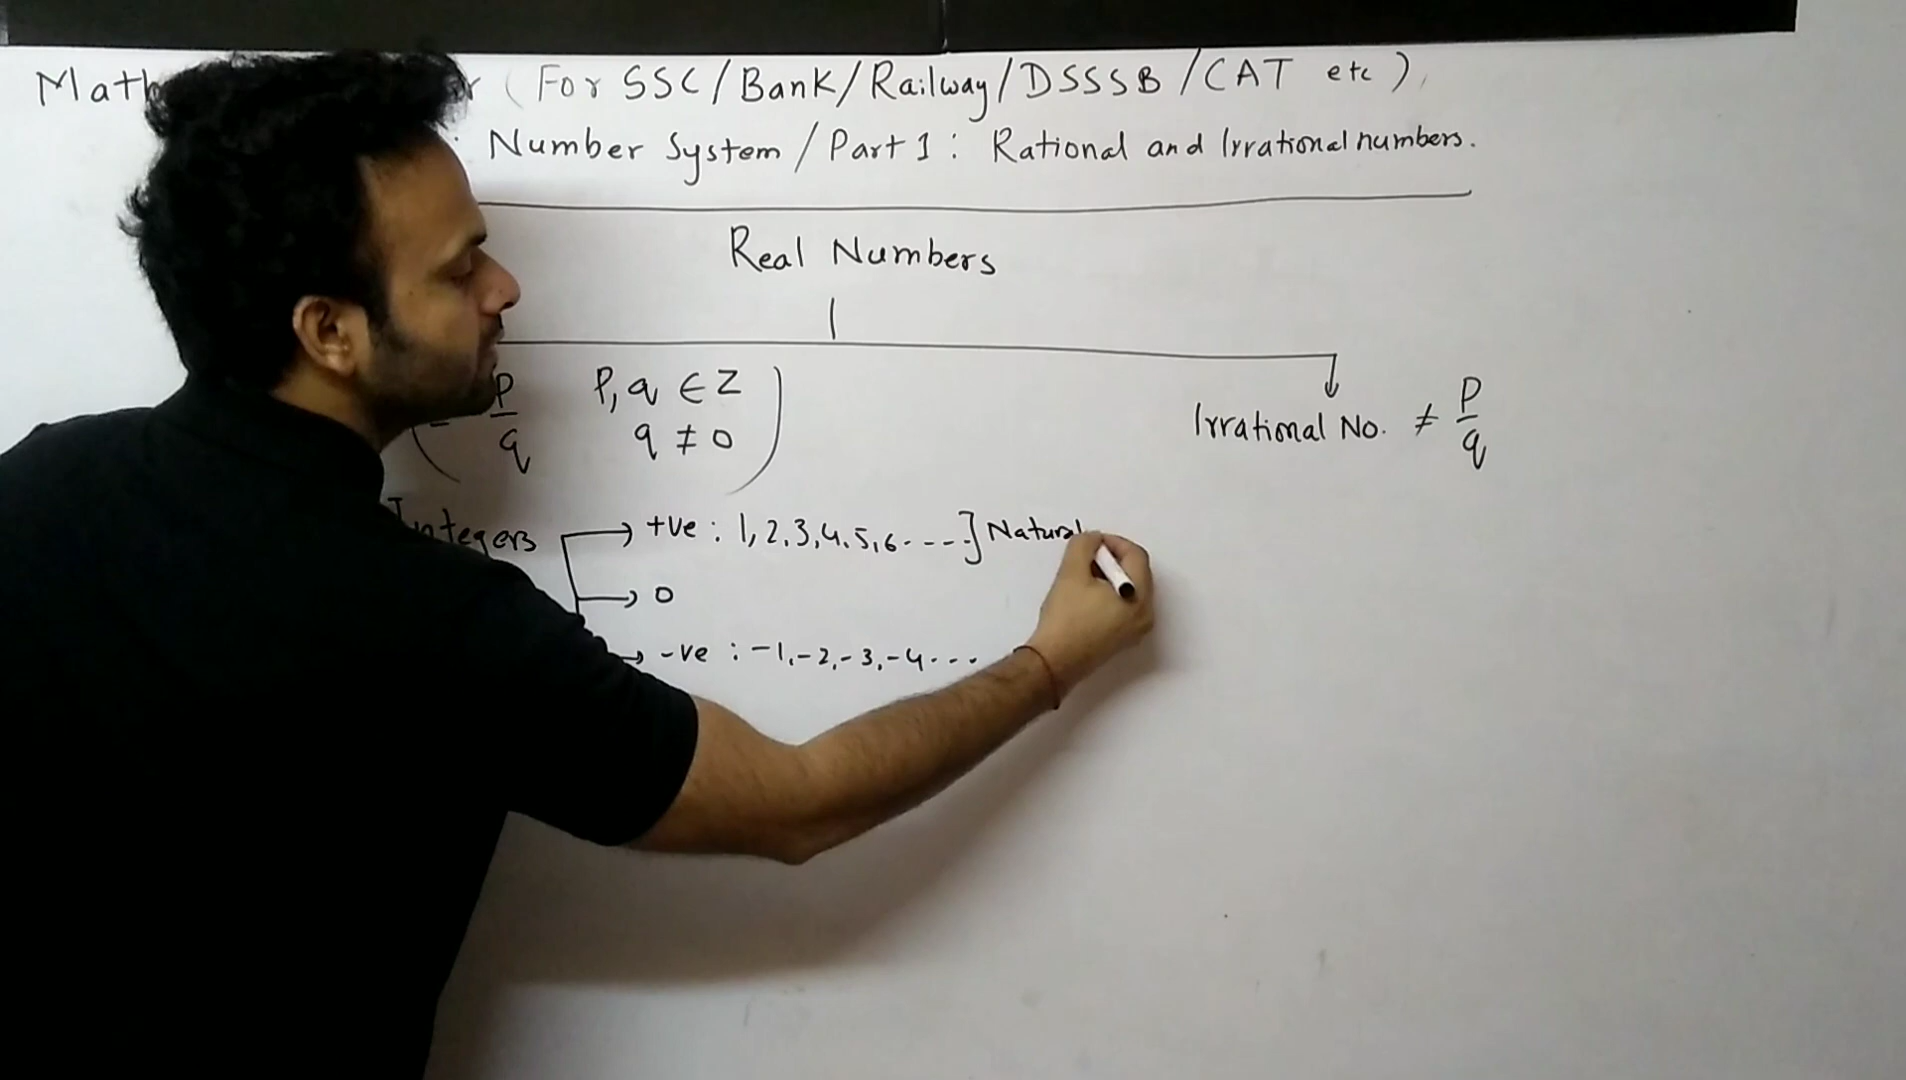 Math (For SSC/Bank/Railway/DSSSB/CAT etc),
: Number System/Part 1: Rational and Irrational numbers.
Real Numbers
P/q P, q ∈ Z
q ≠ 0
Irrational No. ≠ P/q
Integers
+ve : 1, 2, 3, 4, 5, 6 . - - - . ] Natural
0
-ve : -1, -2, -3, -4 - - .